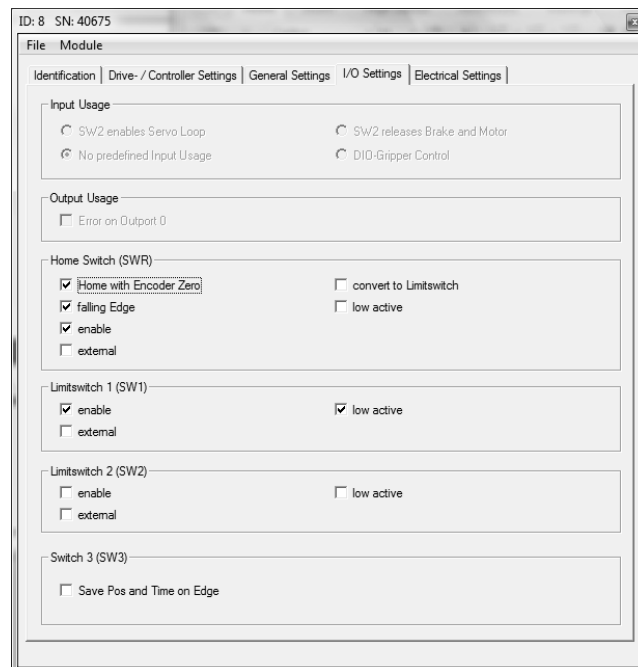 ID: 8 SN: 40675
File Module
Identification Drive- / Controller Settings General Settings I/O Settings Electrical Settings
Input Usage
SW2 enables Servo Loop SW2 releases Brake and Motor
No predefined Input Usage DIO-Gripper Control
Output Usage
Error on Outport 0
Home Switch (SWR)
Home with Encoder Zero convert to Limitswitch
falling Edge low active
enable
external
Limitswitch 1 (SW1)
enable low active
external
Limitswitch 2 (SW2)
enable low active
external
Switch 3 (SW3)
Save Pos and Time on Edge